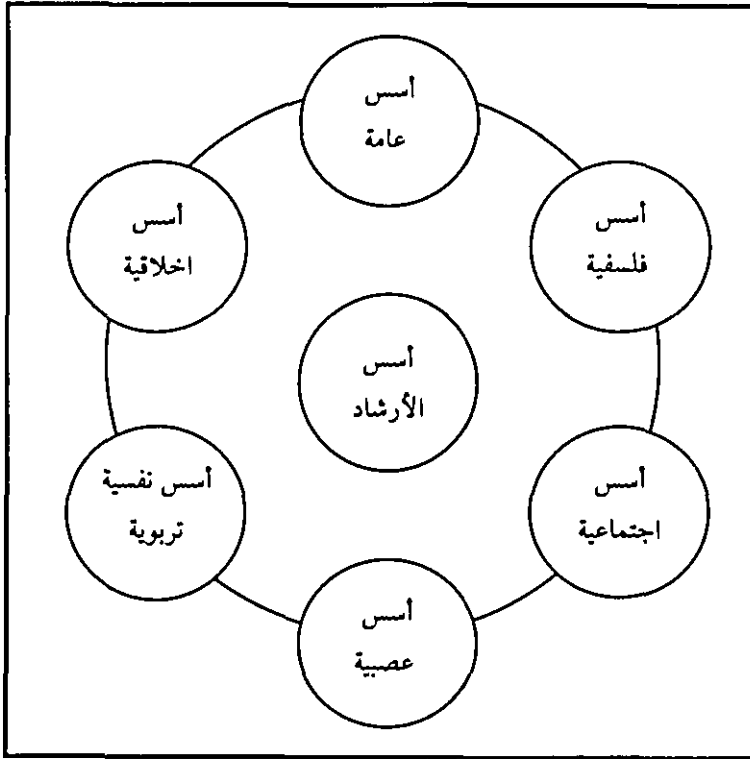 أسس
عامة
أسس
فلسفية
أسس
اخلاقية
أسس
الأرشاد
أسس
اجتماعية
أسس نفسية
تربوية
أسس
عصبية